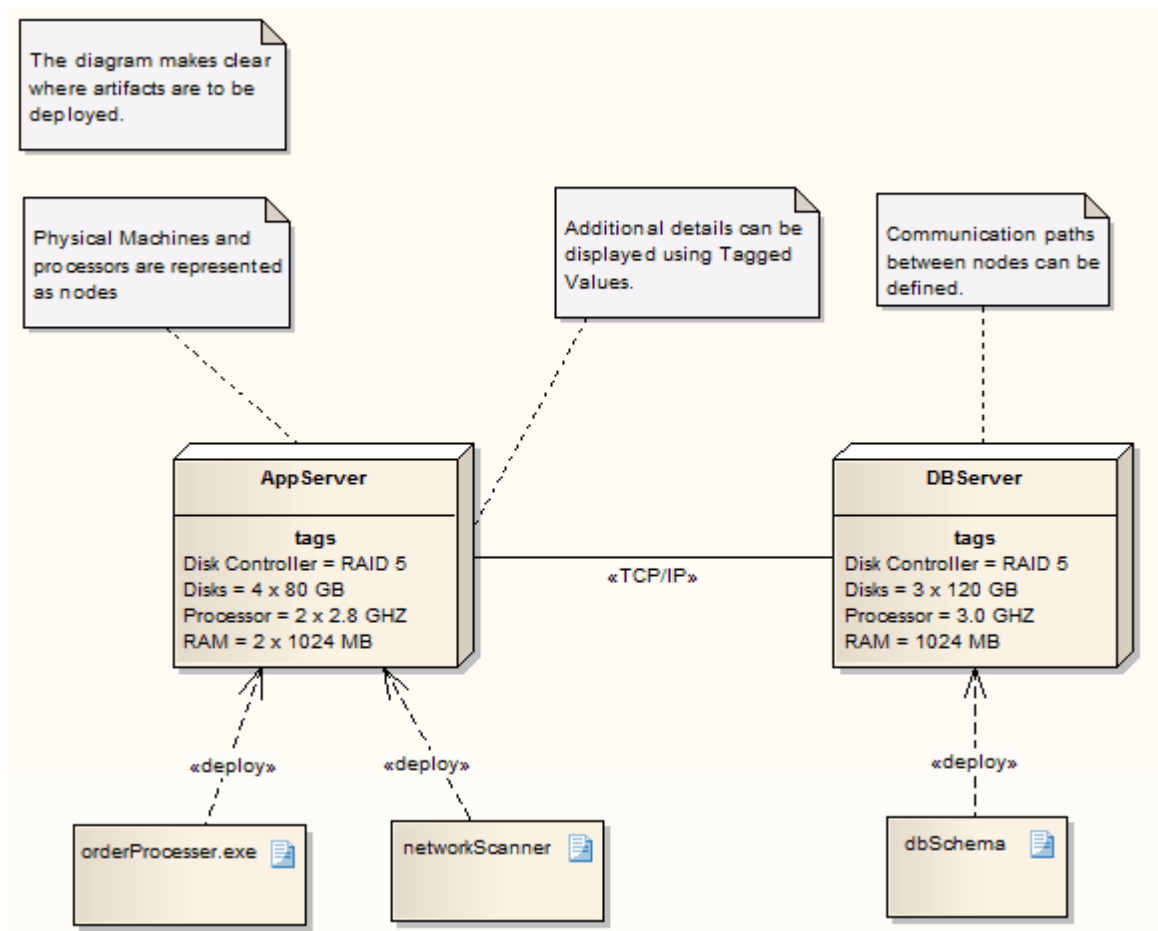 The diagram makes clear
where artifacts are to be
deployed.
Physical Machines and
processors are represented
as nodes
Additional details can be
displayed using Tagged
Values.
Communication paths
between nodes can be
defined.
AppServer
tags
Disk Controller = RAID 5
Disks = 4 x 80 GB
Processor = 2 x 2.8 GHZ
RAM = 2 x 1024 MB
«TCP/IP»
DBServer
tags
Disk Controller = RAID 5
Disks = 3 x 120 GB
Processor = 3.0 GHZ
RAM = 1024 MB
«deploy»
«deploy»
«deploy»
orderProcesser.exe
networkScanner
dbSchema